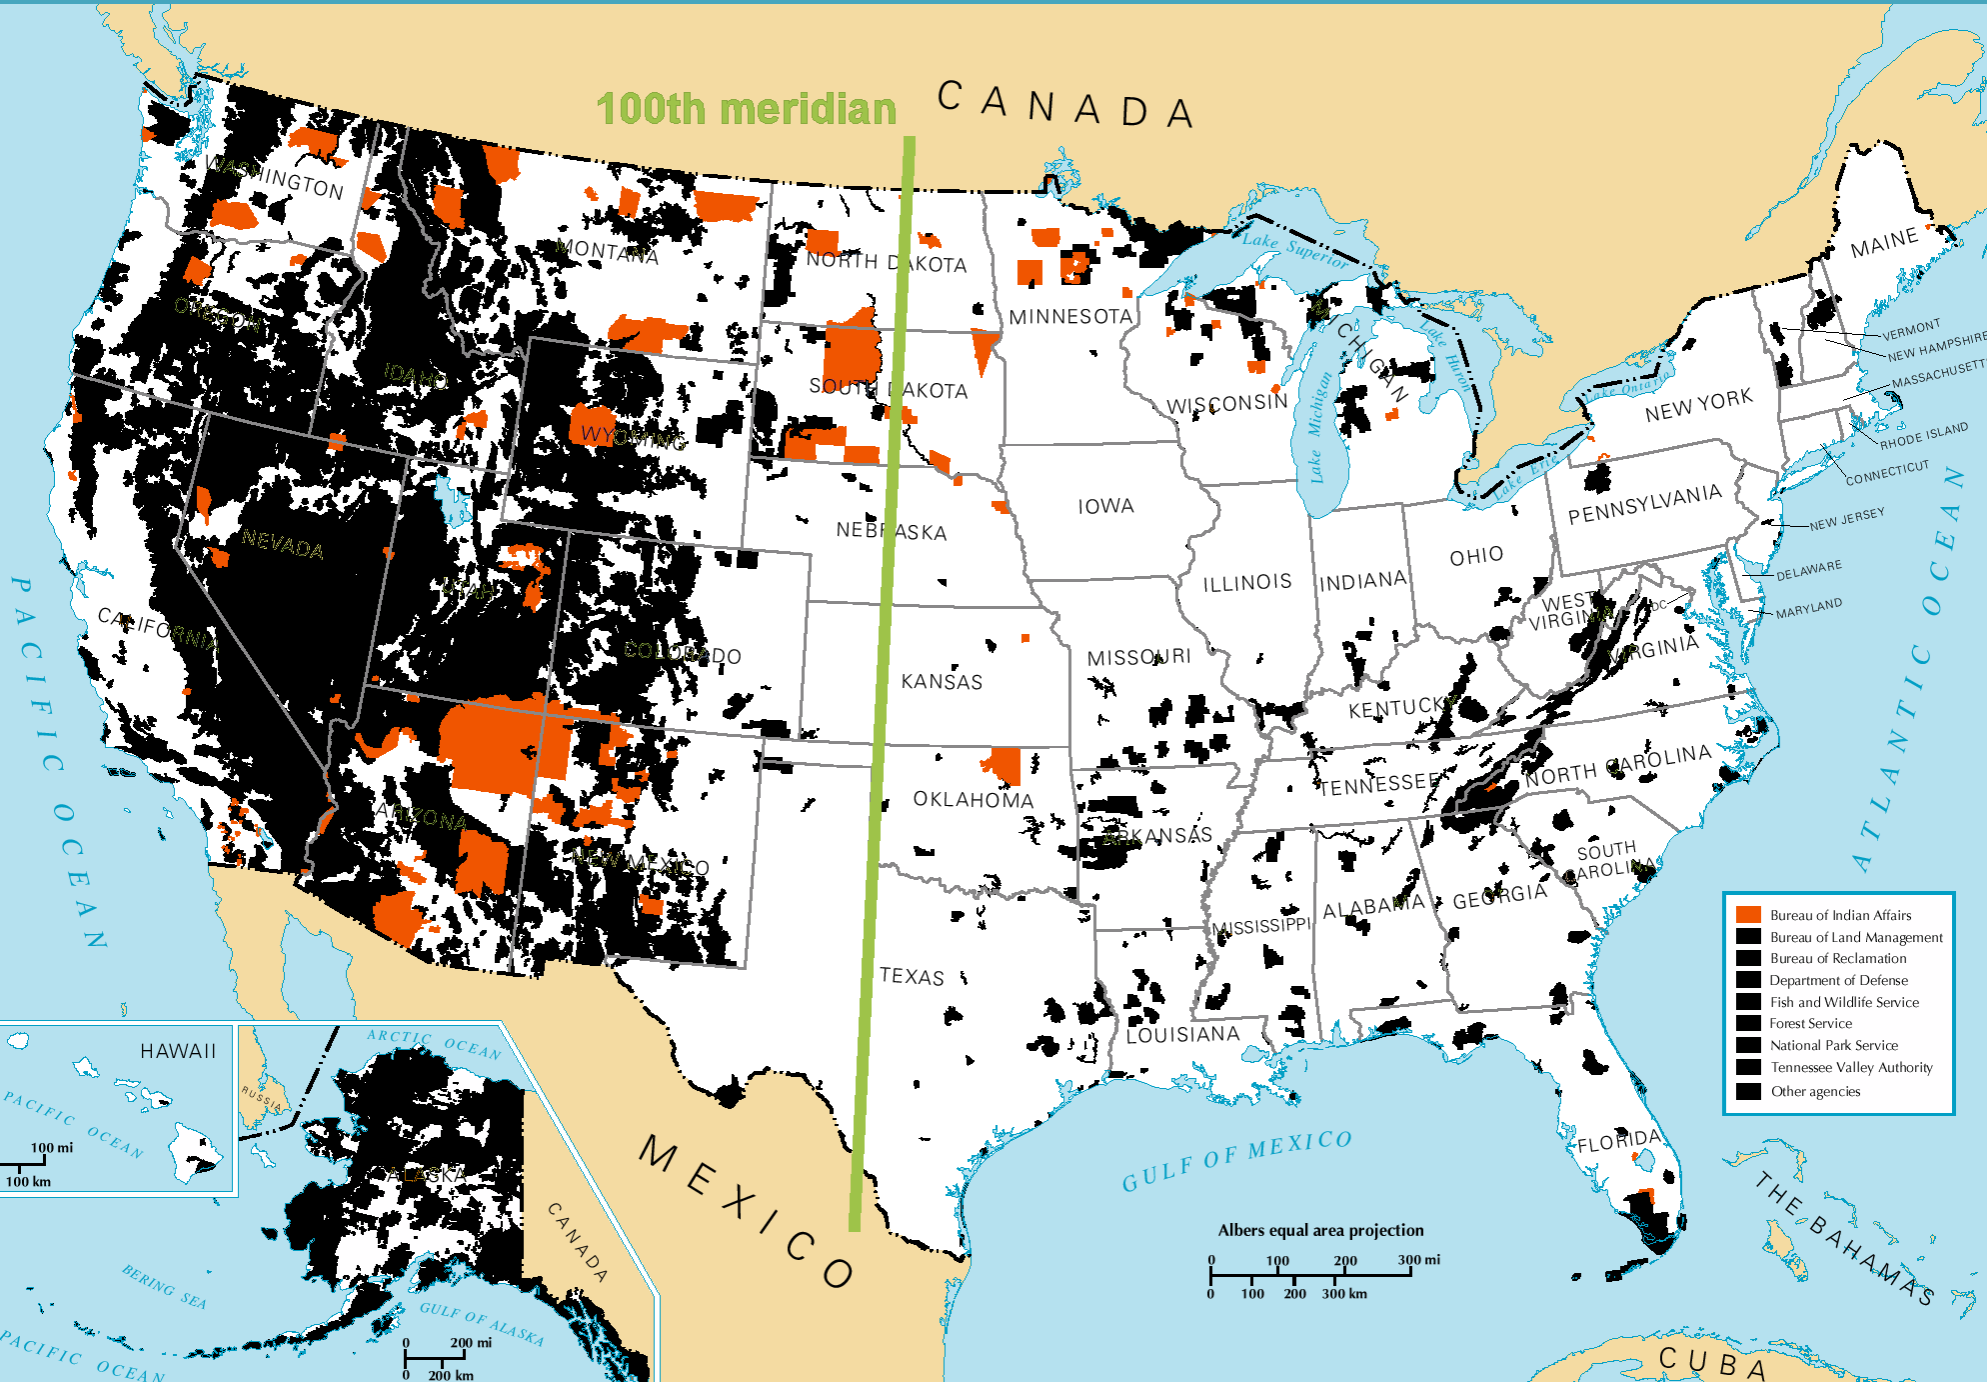 CANADA
100th meridian
WASHINGTON
MONTANA
NORTH DAKOTA
MINNESOTA
Lake Superior
MAINE
OREGON
IDAHO
WYOMING
SOUTH DAKOTA
WISCONSIN
MICHIGAN
Lake Michigan
Lake Huron
Lake Ontario
Lake Erie
NEW YORK
VERMONT
NEW HAMPSHIRE
MASSACHUSETT
RHODE ISLAND
CONNECTICUT
NEW JERSEY
DELAWARE
MARYLAND
DC
PENNSYLVANIA
NEVADA
UTAH
COLORADO
NEBRASKA
IOWA
ILLINOIS
INDIANA
OHIO
WEST
VIRGINIA
VIRGINIA
CALIFORNIA
KANSAS
MISSOURI
KENTUCKY
ARIZONA
NEW MEXICO
OKLAHOMA
ARKANSAS
TENNESSEE
NORTH CAROLINA
SOUTH
CAROLINA
TEXAS
LOUISIANA
MISSISSIPPI
ALABAMA
GEORGIA
FLORIDA
PACIFIC OCEAN
ATLANTIC OCEAN
GULF OF MEXICO
MEXICO
THE BAHAMAS
CUBA
Bureau of Indian Affairs
Bureau of Land Management
Bureau of Reclamation
Department of Defense
Fish and Wildlife Service
Forest Service
National Park Service
Tennessee Valley Authority
Other agencies
HAWAII
PACIFIC OCEAN
100 mi
100 km
ARCTIC OCEAN
RUSSIA
ALASKA
CANADA
BERING SEA
GULF OF ALASKA
PACIFIC OCEAN
0 200 mi
0 200 km
Albers equal area projection
0 100 200 300 mi
0 100 200 300 km